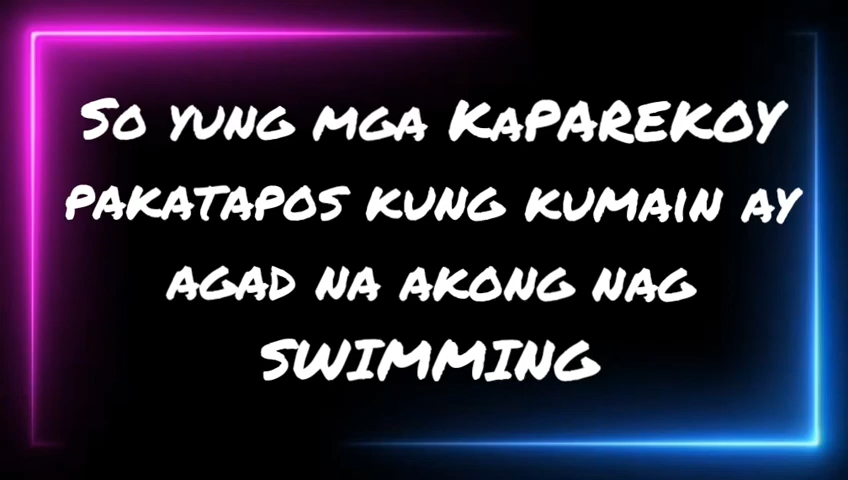 So yung mga KaPAREKOY
pakatapos kung kumain ay
agad na akong nag
SWIMMING